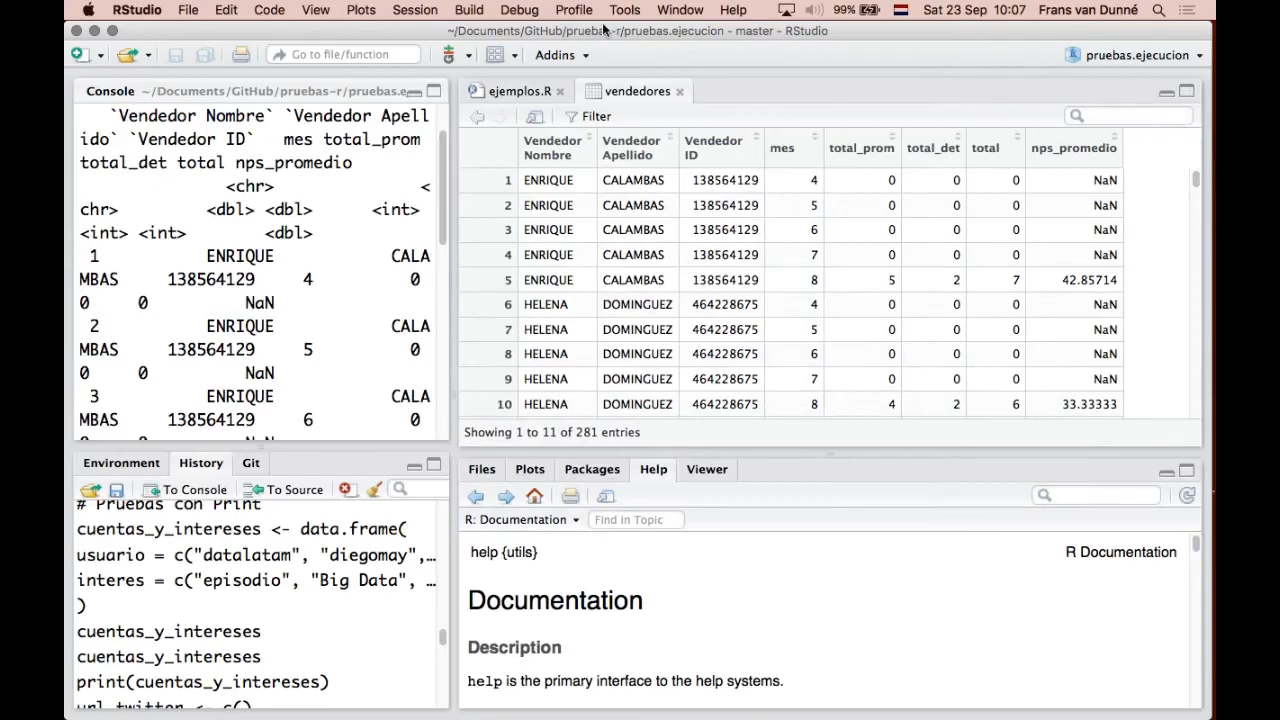 RStudio File Edit Code View Plots Session Build Debug Profile Tools Window Help 99% Sat 23 Sep 10:07 Frans van Dunné
~/Documents/GitHub/pruebas-r/pruebas.ejecucion - master - RStudio
Go to file/function Addins pruebas.ejecucion
Console ~/Documents/GitHub/pruebas-r/pruebas.e
`Vendedor Nombre` `Vendedor Apell
ido` `Vendedor ID` mes total_prom
total_det total nps_promedio
<chr> <
chr> <dbl> <dbl> <int>
<int> <int> <dbl>
1 ENRIQUE CALA
MBAS 138564129 4 0
0 0 NaN
2 ENRIQUE CALA
MBAS 138564129 5 0
0 0 NaN
3 ENRIQUE CALA
MBAS 138564129 6 0
0 0 NaN
ejemplos.R vendedores
Filter
Vendedor Nombre Vendedor Apellido Vendedor ID mes total_prom total_det total nps_promedio
1 ENRIQUE CALAMBAS 138564129 4 0 0 0 NaN
2 ENRIQUE CALAMBAS 138564129 5 0 0 0 NaN
3 ENRIQUE CALAMBAS 138564129 6 0 0 0 NaN
4 ENRIQUE CALAMBAS 138564129 7 0 0 0 NaN
5 ENRIQUE CALAMBAS 138564129 8 5 2 7 42.85714
6 HELENA DOMINGUEZ 464228675 4 0 0 0 NaN
7 HELENA DOMINGUEZ 464228675 5 0 0 0 NaN
8 HELENA DOMINGUEZ 464228675 6 0 0 0 NaN
9 HELENA DOMINGUEZ 464228675 7 0 0 0 NaN
10 HELENA DOMINGUEZ 464228675 8 4 2 6 33.33333
Showing 1 to 11 of 281 entries
Environment History Git
To Console To Source
# Pruebas con Print
cuentas_y_intereses <- data.frame(
usuario = c("datalatam", "diegomay",…
interes = c("episodio", "Big Data", …
)
cuentas_y_intereses
cuentas_y_intereses
print(cuentas_y_intereses)
url_twitter <- c()
Files Plots Packages Help Viewer
R: Documentation Find in Topic
help {utils} R Documentation
Documentation
Description
help is the primary interface to the help systems.